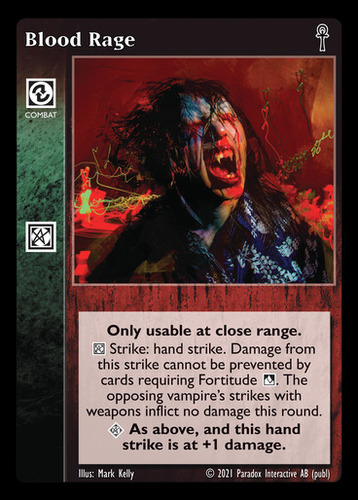 Blood Rage
COMBAT
Only usable at close range.
Strike: hand strike. Damage from
this strike cannot be prevented by
cards requiring Fortitude . The
opposing vampire's strikes with
weapons inflict no damage this round.
As above, and this hand
strike is at +1 damage.
Illus: Mark Kelly
© 2021 Paradox Interactive AB (publ)